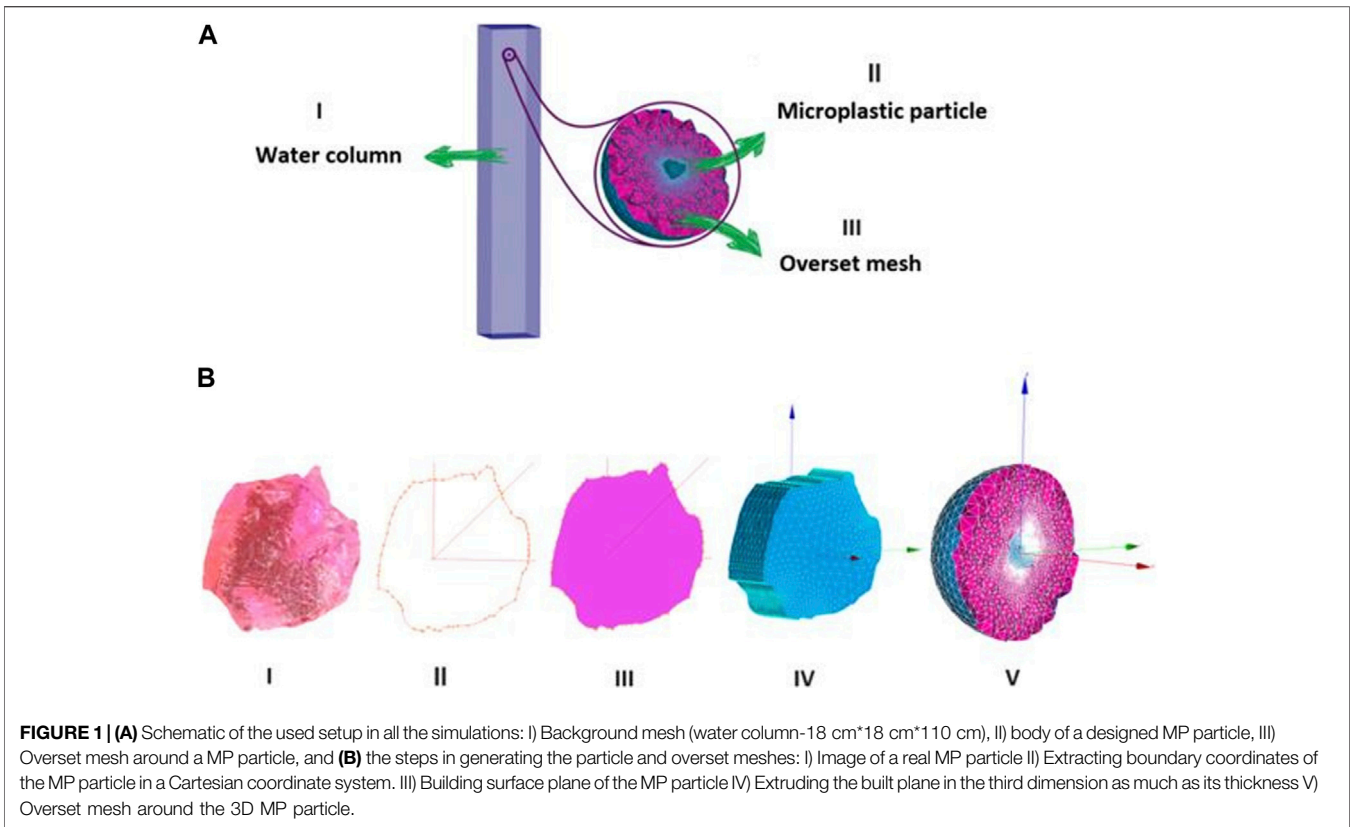 A
I
Water column
II
Microplastic particle
III
Overset mesh
B
I
II
III
IV
V
FIGURE 1 | (A) Schematic of the used setup in all the simulations: I) Background mesh (water column-18 cm*18 cm*110 cm), II) body of a designed MP particle, III)
Overset mesh around a MP particle, and (B) the steps in generating the particle and overset meshes: I) Image of a real MP particle II) Extracting boundary coordinates of
the MP particle in a Cartesian coordinate system. III) Building surface plane of the MP particle IV) Extruding the built plane in the third dimension as much as its thickness V)
Overset mesh around the 3D MP particle.